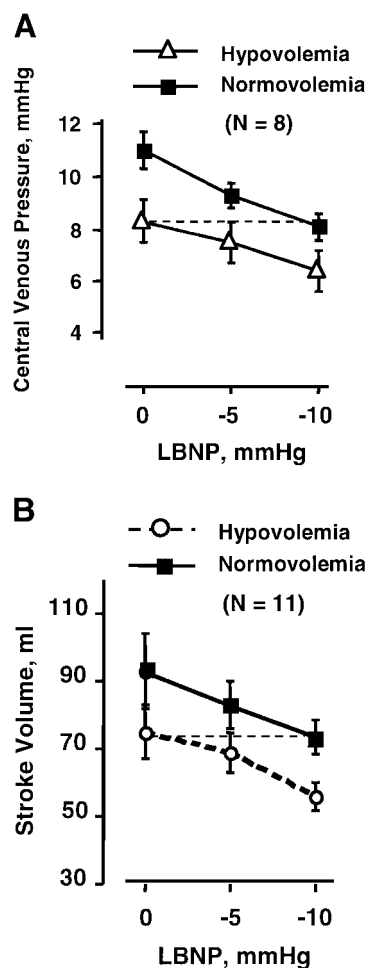 A
Hypovolemia
Normovolemia
(N = 8)
Central Venous Pressure, mmHg
12
10
8
6
4
0 -5 -10
LBNP, mmHg
B
Hypovolemia
Normovolemia
(N = 11)
Stroke Volume, ml
110
90
70
50
30
0 -5 -10
LBNP, mmHg